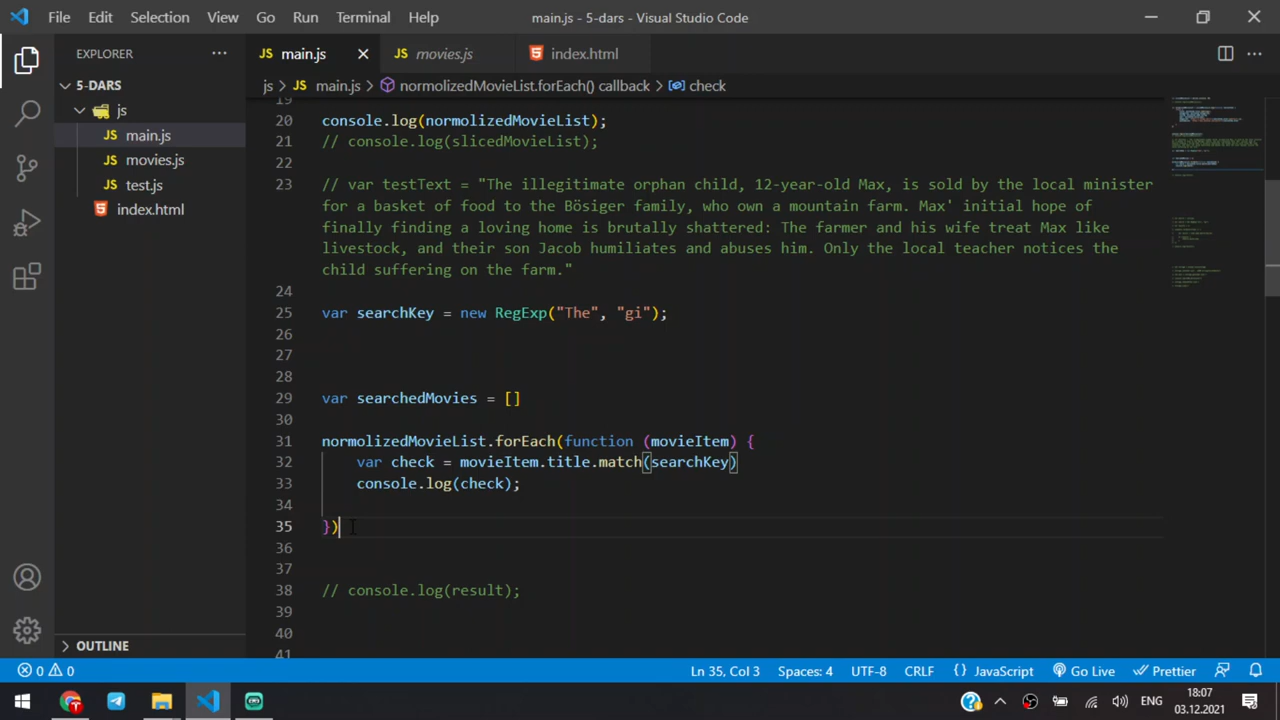 File Edit Selection View Go Run Terminal Help main.js - 5-dars - Visual Studio Code
EXPLORER ···
JS main.js JS movies.js index.html
5-DARS
js > JS main.js > normolizedMovieList.forEach() callback > check
js
JS main.js
JS movies.js
JS test.js
index.html
19
20 console.log(normolizedMovieList);
21 // console.log(slicedMovieList);
22
23 // var testText = "The illegitimate orphan child, 12-year-old Max, is sold by the local minister
for a basket of food to the Bösiger family, who own a mountain farm. Max' initial hope of
finally finding a loving home is brutally shattered: The farmer and his wife treat Max like
livestock, and the son Jacob humiliates and abuses him. Only the local teacher notices the
child suffering on the farm."
24
25 var searchKey = new RegExp("The", "gi");
26
27
28
29 var searchedMovies = []
30
31 normolizedMovieList.forEach(function (movieItem) {
32 var check = movieItem.title.match(searchKey)
33 console.log(check);
34
35 })
36
37
38 // console.log(result);
39
40
41
OUTLINE
0 0 Ln 35, Col 3 Spaces: 4 UTF-8 CRLF {} JavaScript Go Live Prettier
ENG 18:07
03.12.2021